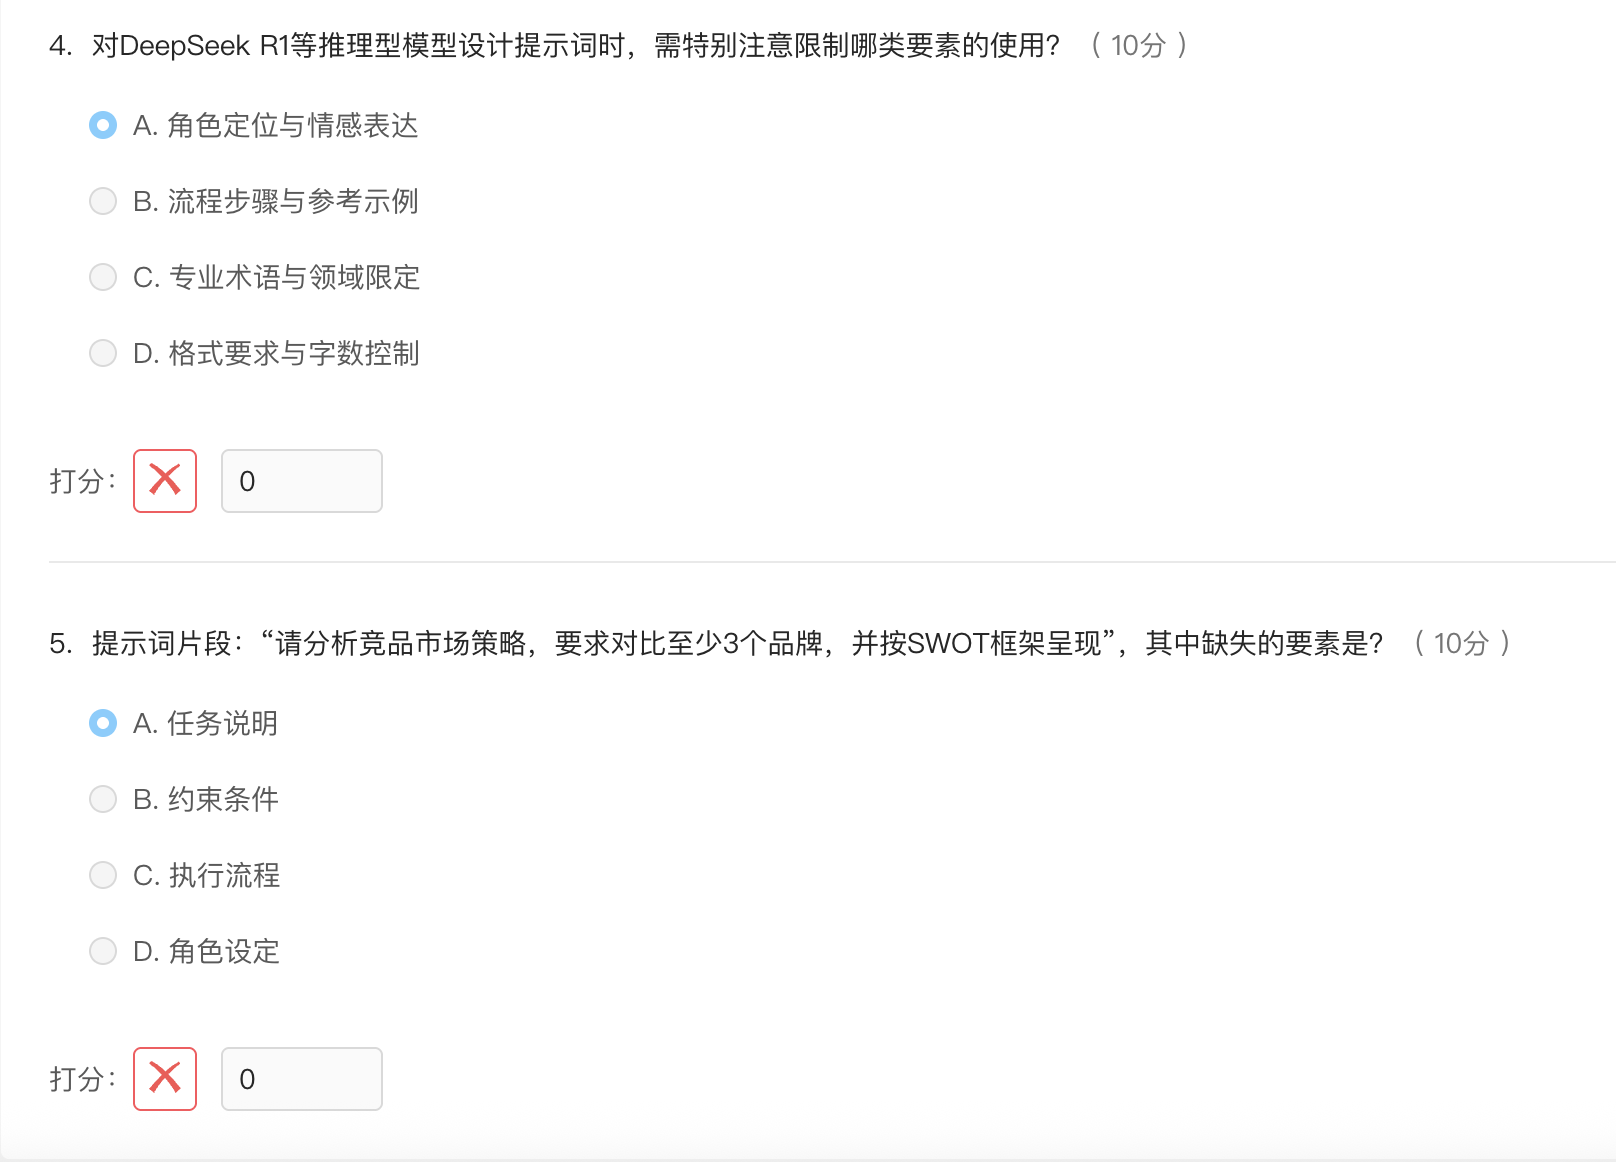 4. 对DeepSeek R1等推理型模型设计提示词时，需特别注意限制哪类要素的使用？（ 10分 ）
A. 角色定位与情感表达
B. 流程步骤与参考示例
C. 专业术语与领域限定
D. 格式要求与字数控制
打分： 0
5. 提示词片段：“请分析竞品市场策略，要求对比至少3个品牌，并按SWOT框架呈现”，其中缺失的要素是？（ 10分 ）
A. 任务说明
B. 约束条件
C. 执行流程
D. 角色设定
打分： 0